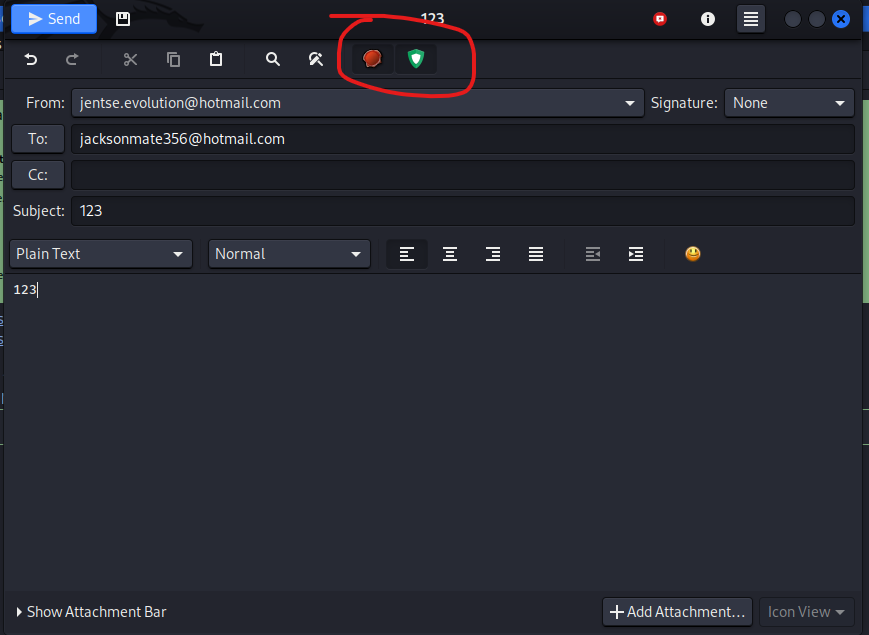 Send
123
From: jentse.evolution@hotmail.com Signature: None
To: jacksonmate356@hotmail.com
Cc:
Subject: 123
Plain Text Normal
123
Show Attachment Bar Add Attachment... Icon View